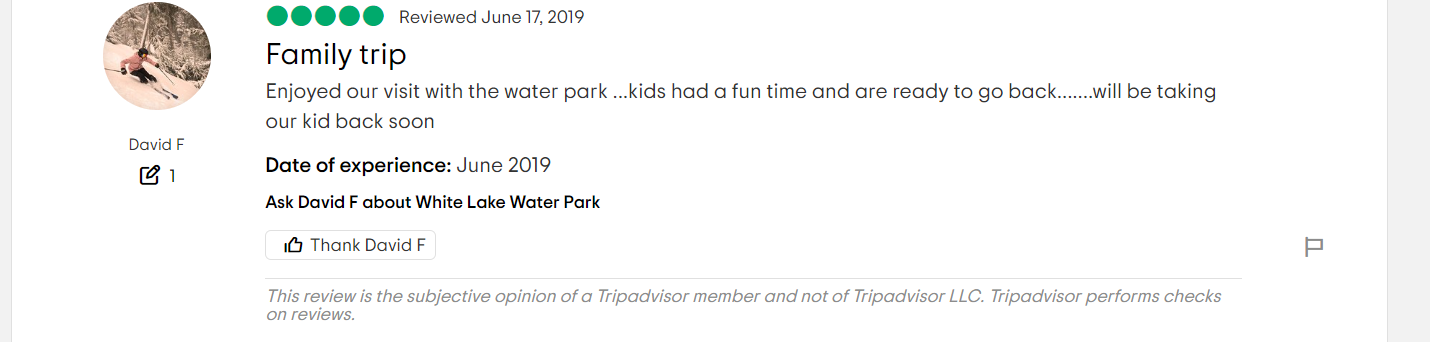 Reviewed June 17, 2019
Family trip
Enjoyed our visit with the water park ...kids had a fun time and are ready to go back.......will be taking
our kid back soon
David F
1
Date of experience: June 2019
Ask David F about White Lake Water Park
Thank David F
This review is the subjective opinion of a Tripadvisor member and not of Tripadvisor LLC. Tripadvisor performs checks
on reviews.